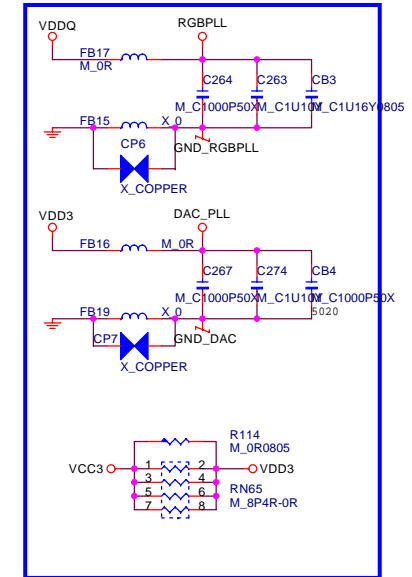 VDDQ
RGBPLL
FB17
M_0R
C264
C263
CB3
M_C1000P50X
M_C1U10Y
M_C1U16Y0805
FB15
X_0
CP6
GND_RGBPLL
X_COPPER
VDD3
DAC_PLL
FB16
M_0R
C267
C274
CB4
M_C1000P50X
M_C1U10Y
M_C1000P50X
5020
FB19
X_0
CP7
GND_DAC
X_COPPER
R114
M_0R0805
VCC3
1
2
VDD3
3
4
RN65
5
6
M_8P4R-0R
7
8